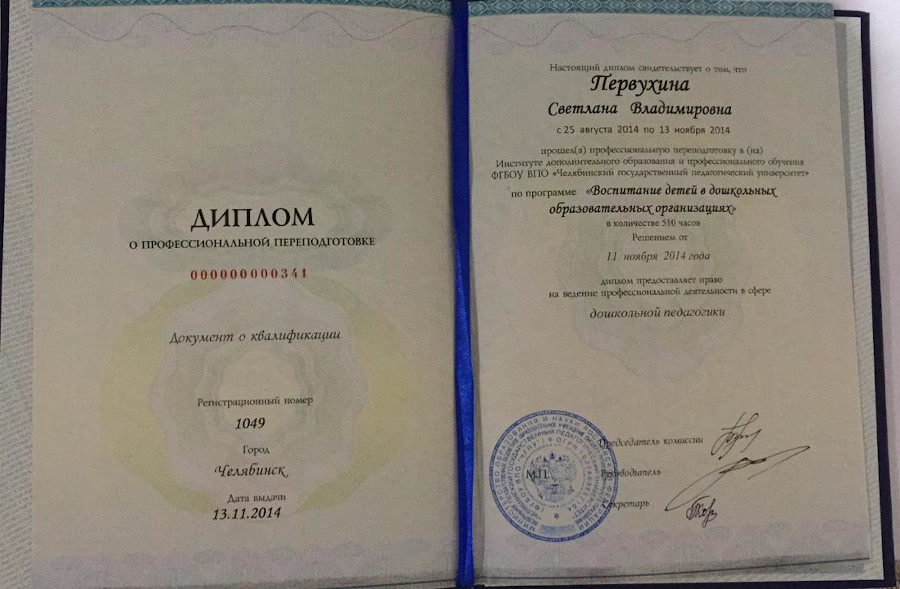 ДИПЛОМ
О ПРОФЕССИОНАЛЬНОЙ ПЕРЕПОДГОТОВКЕ
000000000341
Документ о квалификации
Регистрационный номер
1049
Город
Челябинск
Дата выдачи
13.11.2014
Настоящий диплом свидетельствует о том, что
Первухина
Светлана Владимировна
с 25 августа 2014 по 13 ноября 2014
прошел(а) профессиональную переподготовку в (на)
Институте дополнительного образования и профессионального обучения
ФГБОУ ВПО «Челябинский государственный педагогический университет»
по программе «Воспитание детей в дошкольных
образовательных организациях»
в количестве 510 часов
Решением от
11 ноября 2014 года
диплом предоставляет право
на ведение профессиональной деятельности в сфере
дошкольной педагогики
Председатель комиссии
М.П.
Руководитель
Секретарь